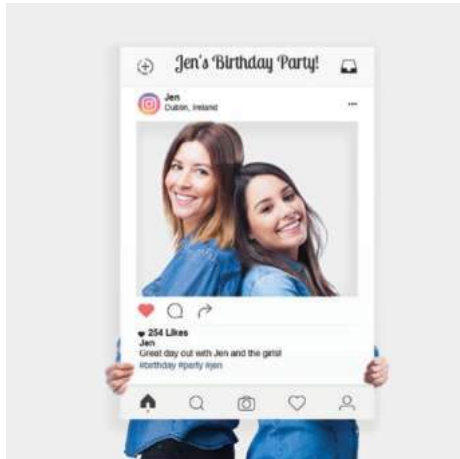 Jen's Birthday Party!
Jen
Dublin, Ireland
254 Likes
Jen
Great day out with Jen and the girls!
#birthday #party #jen